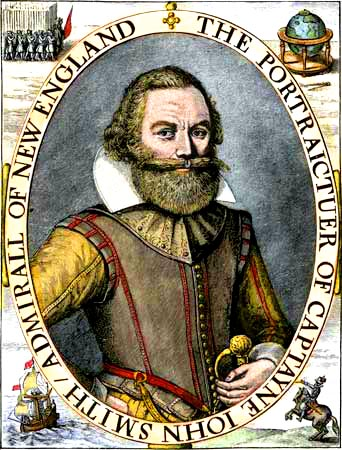 THE PORTRAICTUER OF CAPTAYNE IOHN SMITH / ADMIRALL OF NEW ENGLAND